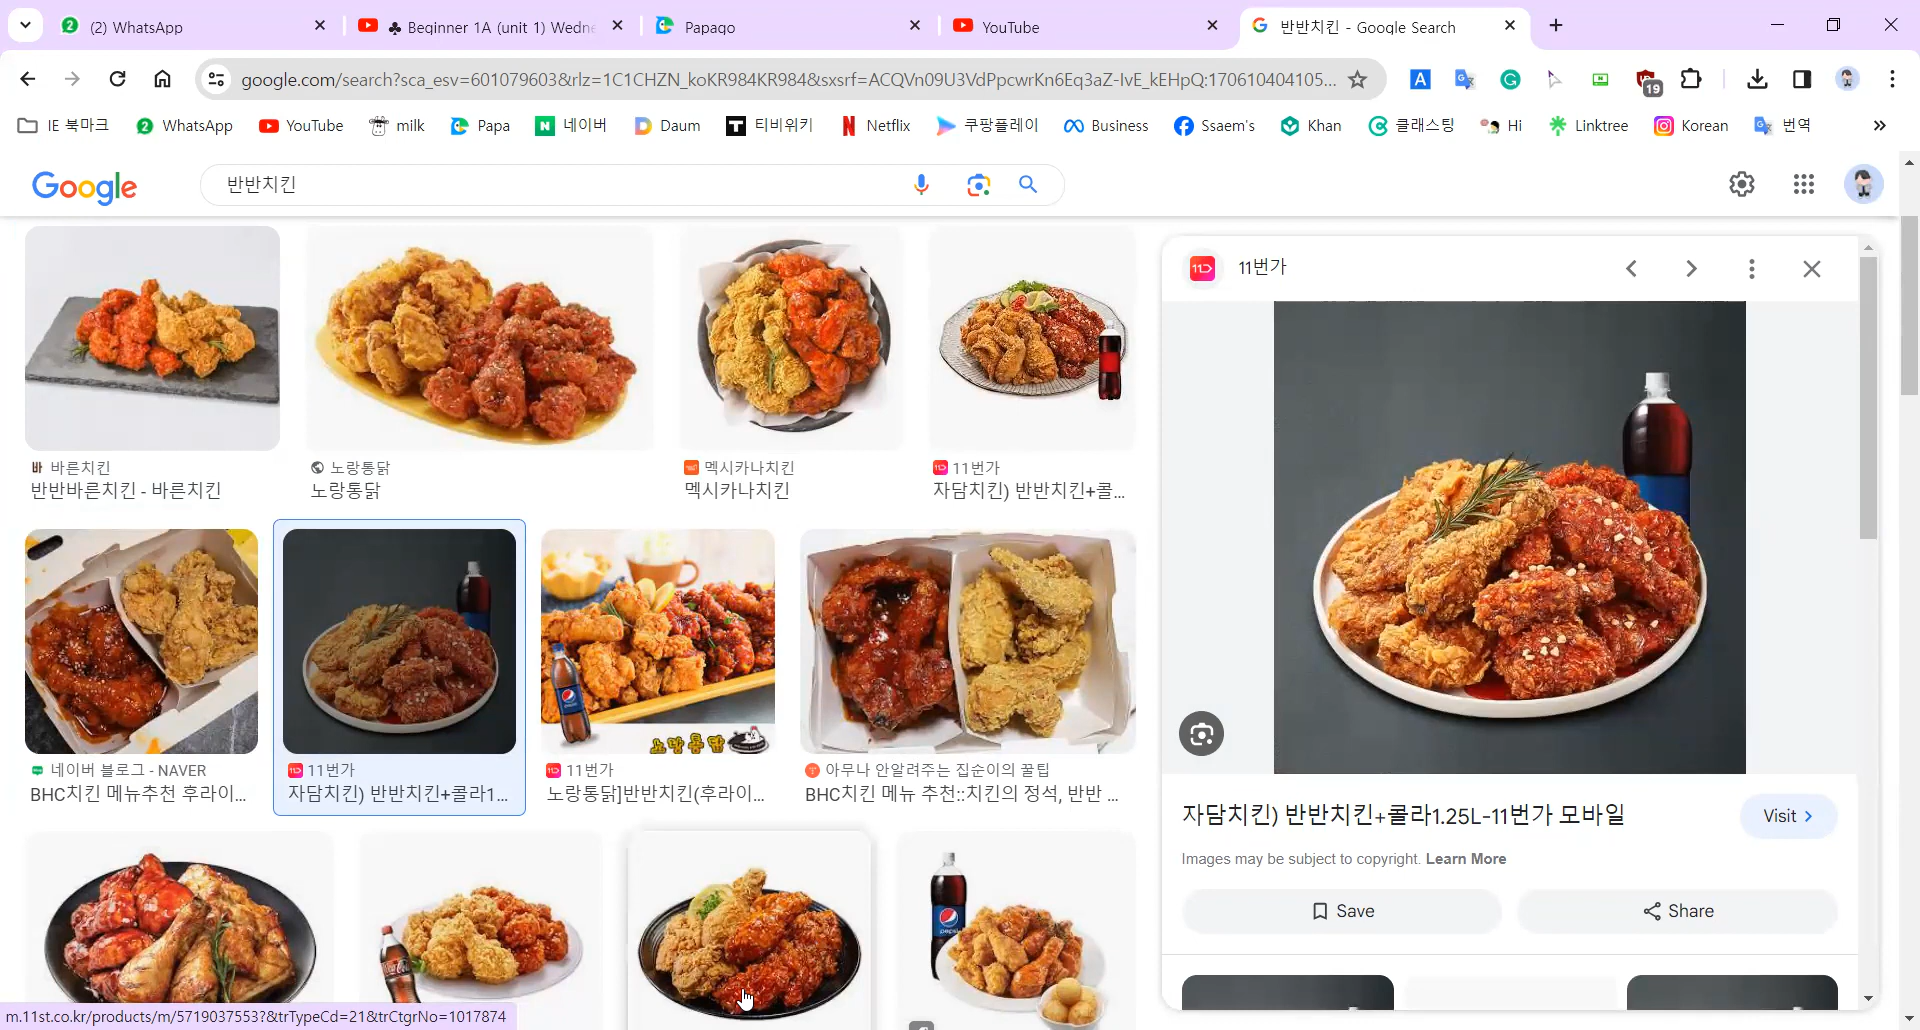 (2) WhatsApp
♣ Beginner 1A (unit 1) Wedne
Papago
YouTube
반반치킨 - Google Search
google.com/search?sca_esv=601079603&rlz=1C1CHZN_koKR984KR984&sxsrf=ACQVn09U3VdPpcwrKn6Eq3aZ-IvE_kEHpQ:170610404105...
19
IE 북마크
WhatsApp
YouTube
milk
Papa
네이버
Daum
티비위키
Netflix
쿠팡플레이
Business
Ssaem's
Khan
클래스팅
Hi
Linktree
Korean
번역
Google
반반치킨
11번가
바른치킨
반반바른치킨 - 바른치킨
노랑통닭
노랑통닭
멕시카나치킨
멕시카나치킨
11번가
자담치킨) 반반치킨+콜...
네이버 블로그 - NAVER
BHC치킨 메뉴추천 후라이...
11번가
자담치킨) 반반치킨+콜라1...
11번가
노랑통닭]반반치킨(후라이...
아무나 안알려주는 집순이의 꿀팁
BHC치킨 메뉴 추천::치킨의 정석, 반반 ...
자담치킨) 반반치킨+콜라1.25L-11번가 모바일
Visit
Images may be subject to copyright. Learn More
Save
Share
m.11st.co.kr/products/m/5719037553?&trTypeCd=21&trCtgrNo=1017874